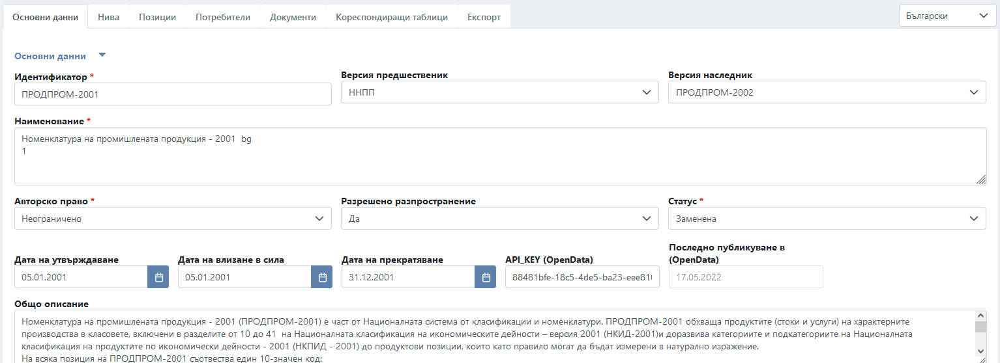 Основни данни Нива Позиции Потребители Документи Кореспондиращи таблици Експорт Български
Основни данни
Идентификатор * Версия предшественик Версия наследник
ПРОДПРОМ-2001 ННПП ПРОДПРОМ-2002
Наименование *
Номенклатура на промишлената продукция - 2001 bg
1
Авторско право * Разрешено разпространение Статус *
Неограничено Да Заменена
Последно публикуване в
Дата на утвърждаване Дата на влизане в сила Дата на прекратяване API_KEY (OpenData) (OpenData)
05.01.2001 05.01.2001 31.12.2001 88481bfe-18c5-4de5-ba23-eee81 17.05.2022
Общо описание
Номенклатура на промишлената продукция - 2001 (ПРОДПРОМ-2001) е част от Националната система от класификации и номенклатури. ПРОДПРОМ-2001 обхваща продуктите (стоки и услуги) на характерните
производства в класовете, включени в разделите от 10 до 41 на Националната класификация на икономическите дейности – версия 2001 (НКИД-2001)и доразвива категориите и подкатегориите на Националната
класификация на продуктите по икономически дейности - 2001 (НКПИД - 2001) до продуктови позиции, които като правило могат да бъдат измерени в натурално изражение.
На всяка позиция на ПРОДПРОМ-2001 съотвества един 10-значен код: